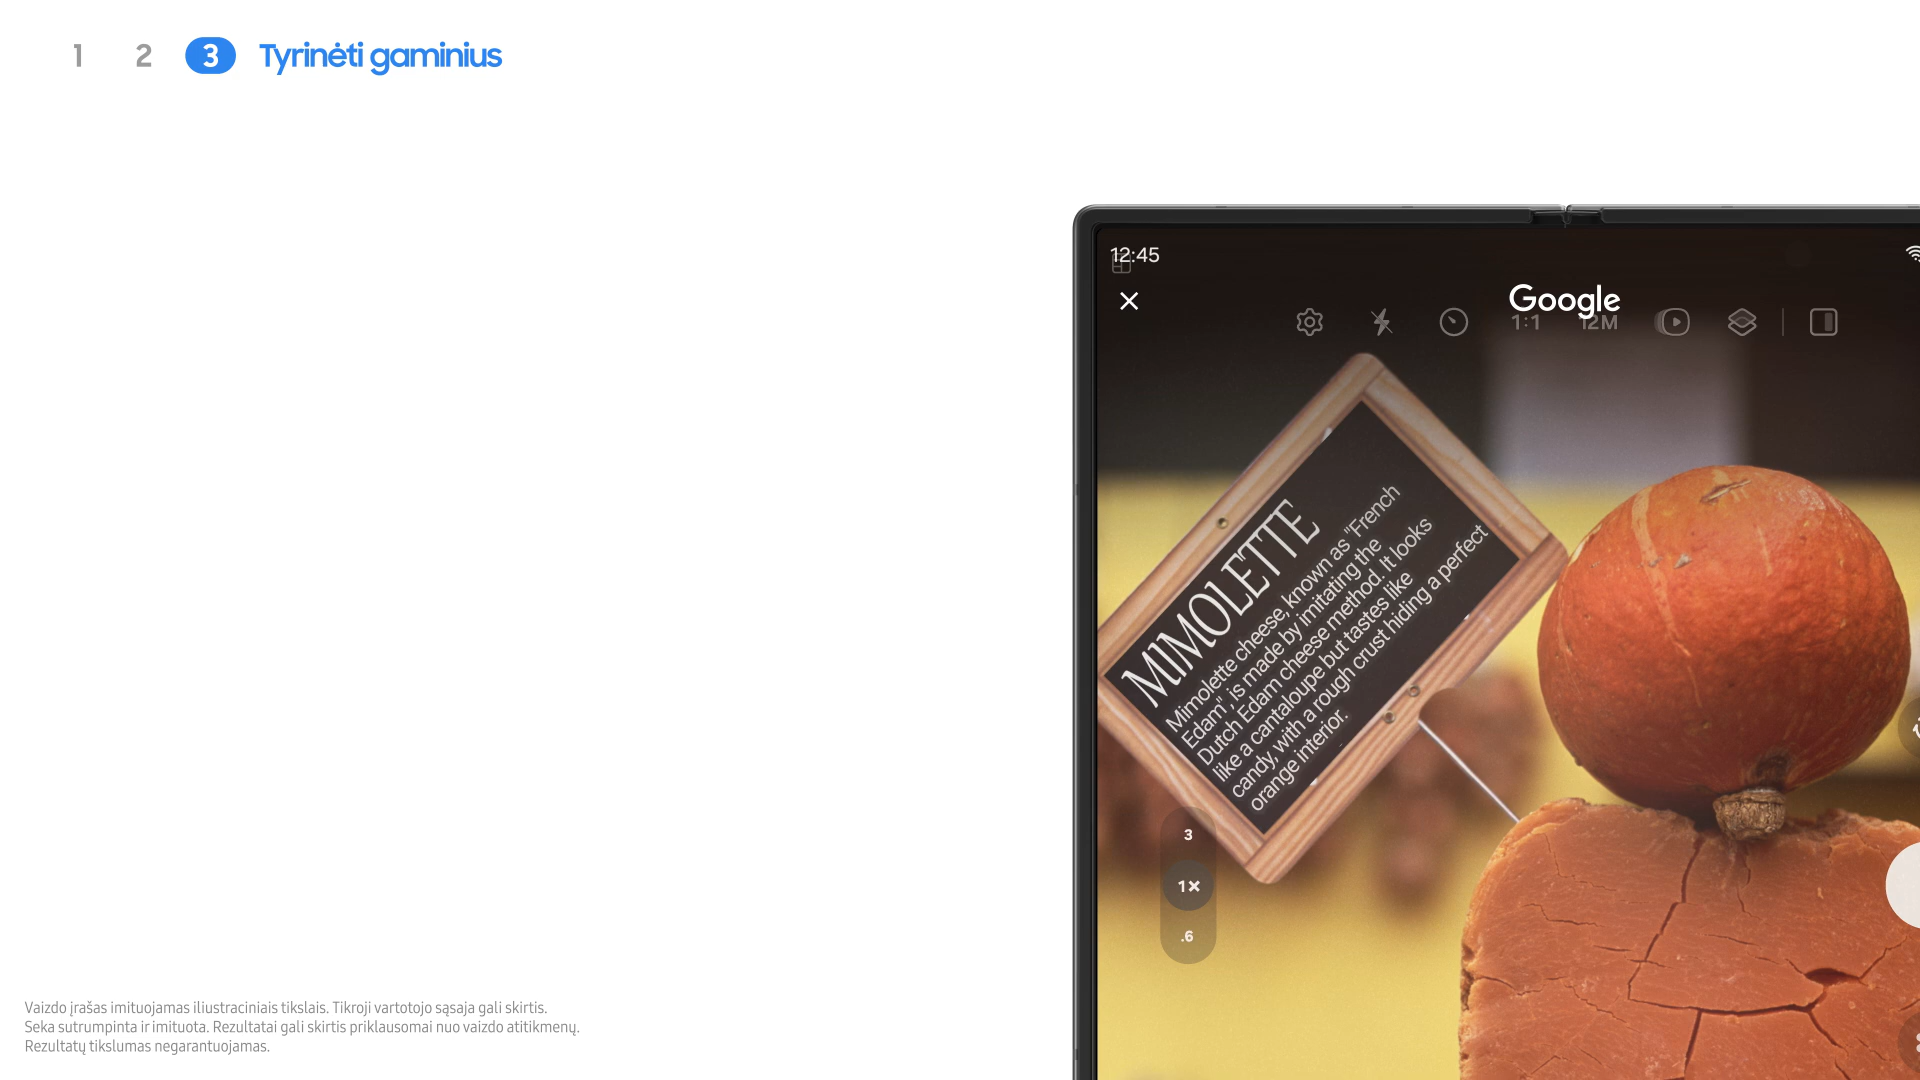 1 2 3 Tyrinėti gaminius
12:45
Google
1:1 12M
MIMOLETTE
Mimolette cheese, known as "French
Edam", is made by imitating the
Dutch Edam cheese method. It looks
like a cantaloupe but tastes like
candy, with a rough crust hiding a perfect
orange interior.
3
1×
.6
Vaizdo įrašas imituojamas iliustraciniais tikslais. Tikroji vartotojo sąsaja gali skirtis.
Seka sutrumpinta ir imituota. Rezultatai gali skirtis priklausomai nuo vaizdo atitikmenų.
Rezultatų tikslumas negarantuojamas.